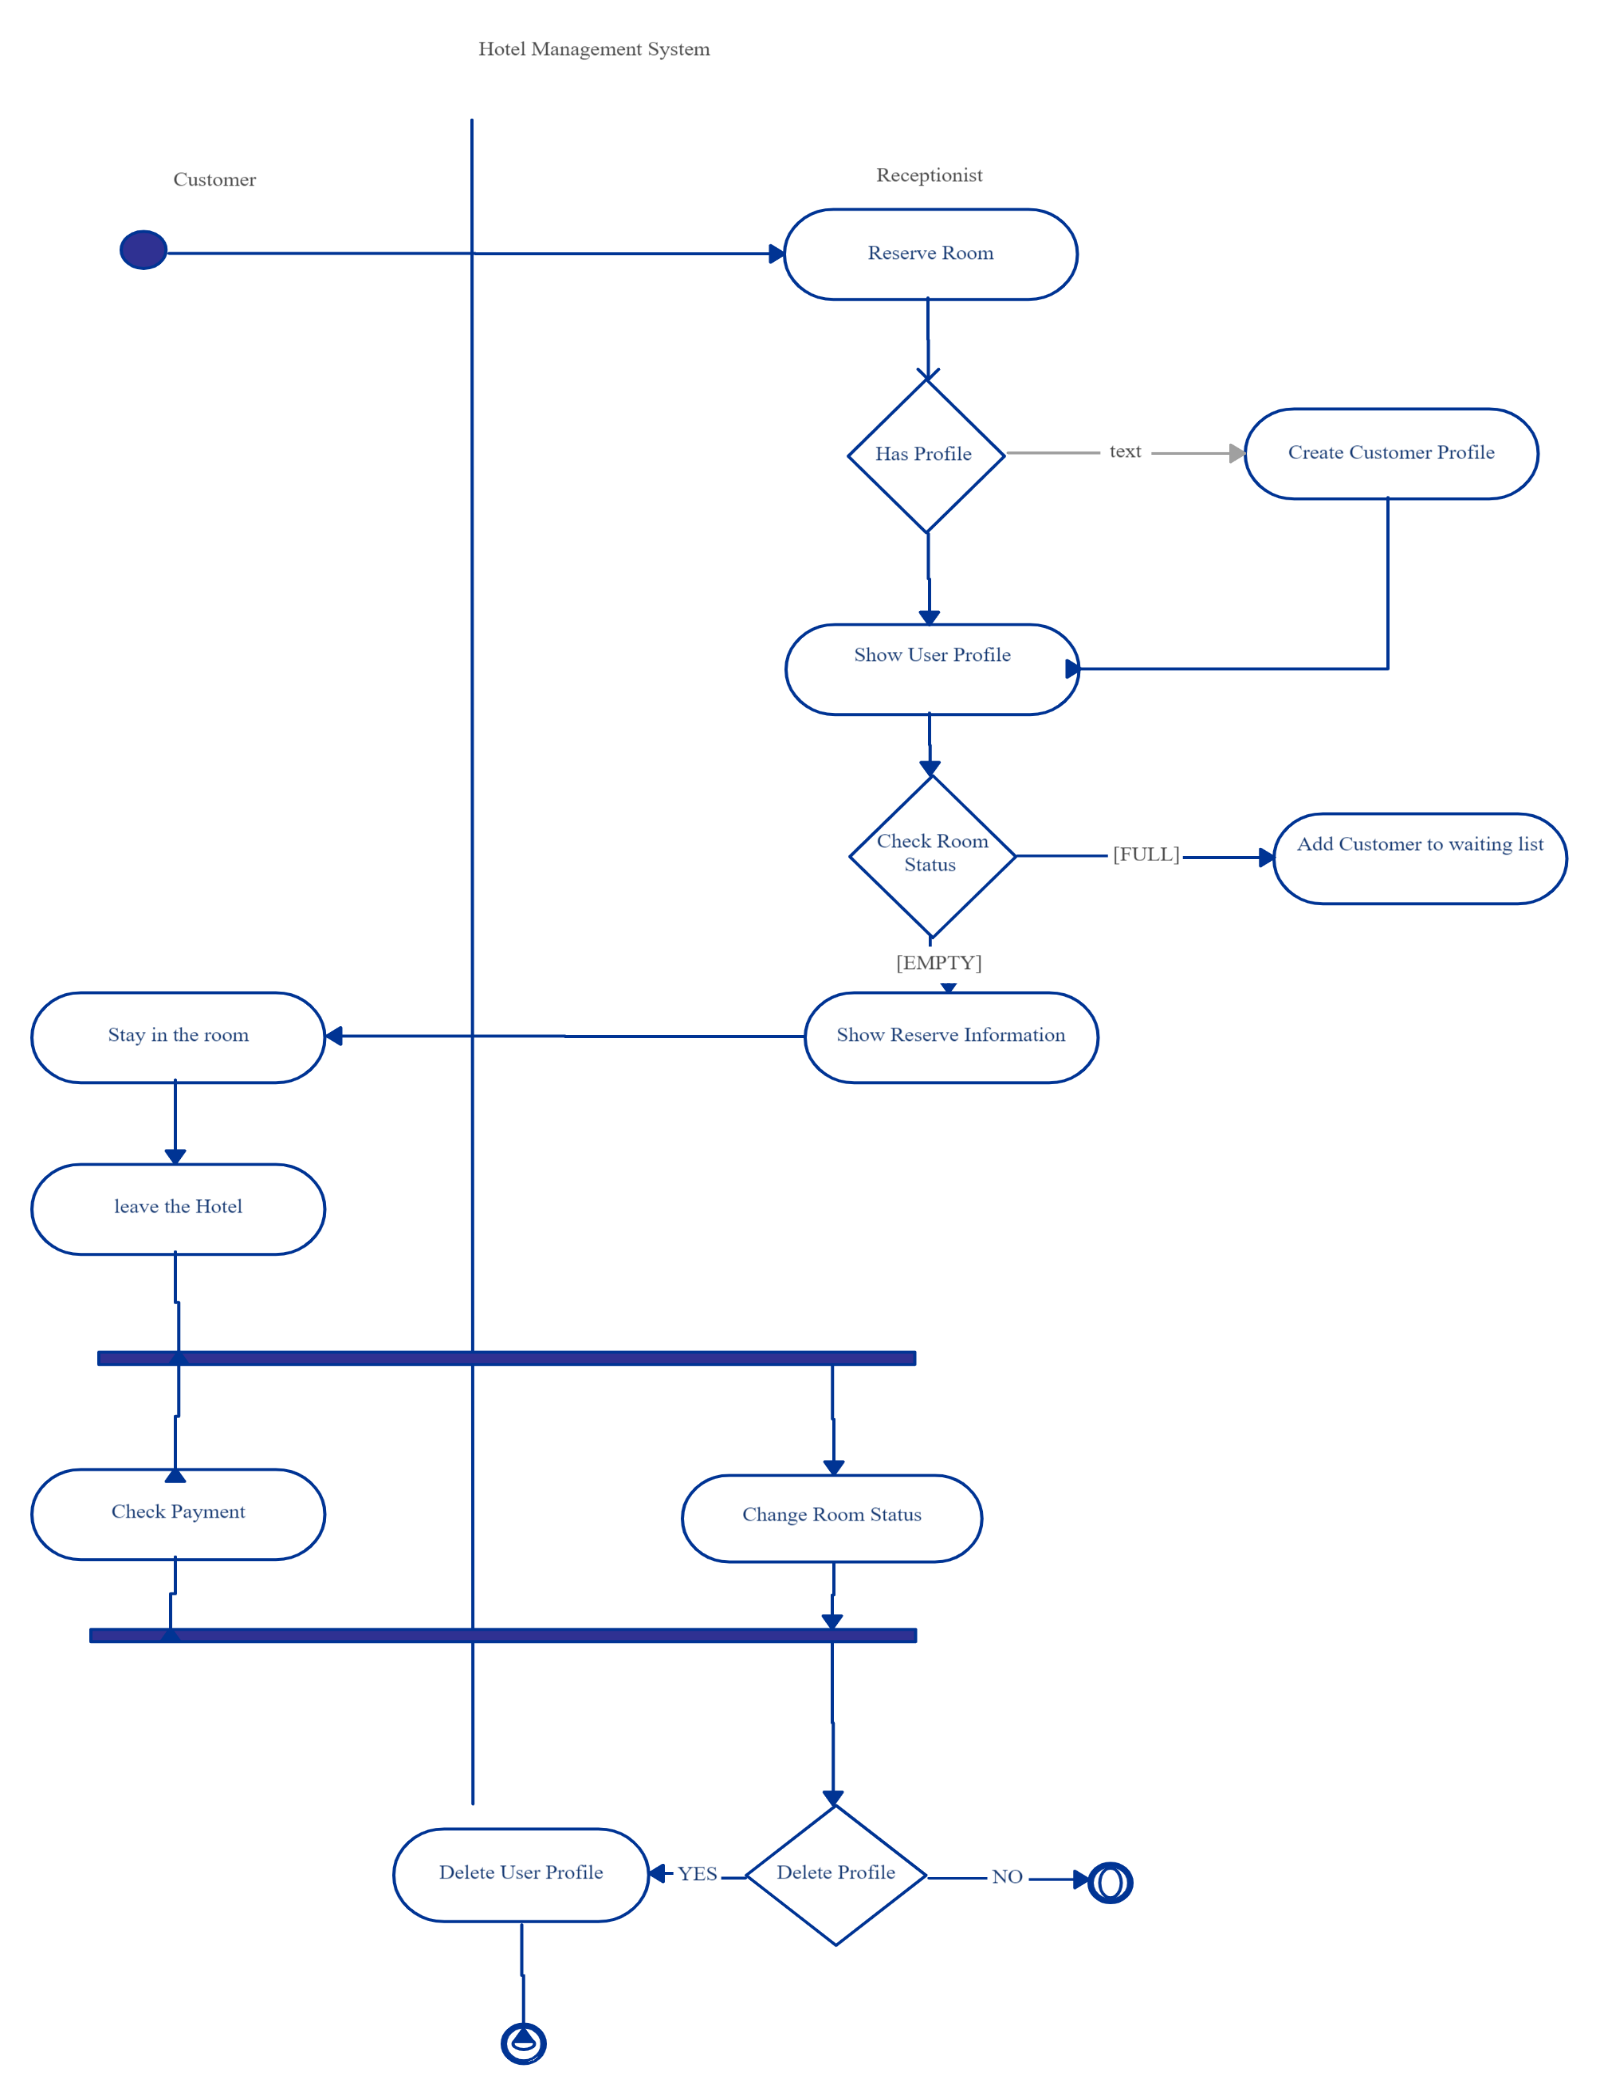 Hotel Management System
Customer
Receptionist
Reserve Room
Has Profile
text
Create Customer Profile
Show User Profile
Check Room
Status
[FULL]
Add Customer to waiting list
[EMPTY]
Stay in the room
Show Reserve Information
leave the Hotel
Check Payment
Change Room Status
Delete User Profile
YES
Delete Profile
NO